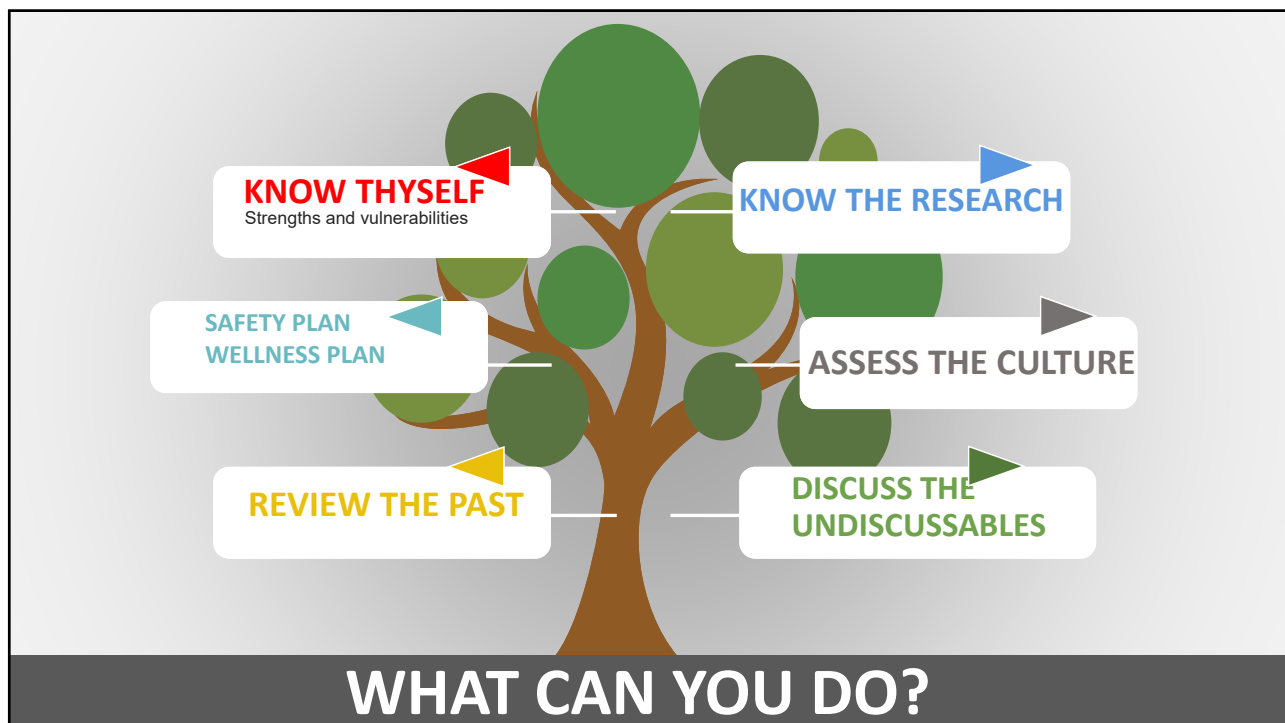 KNOW THYSELF
Strengths and vulnerabilities
KNOW THE RESEARCH
SAFETY PLAN
WELLNESS PLAN
ASSESS THE CULTURE
REVIEW THE PAST
DISCUSS THE
UNDISCUSSABLES
WHAT CAN YOU DO?